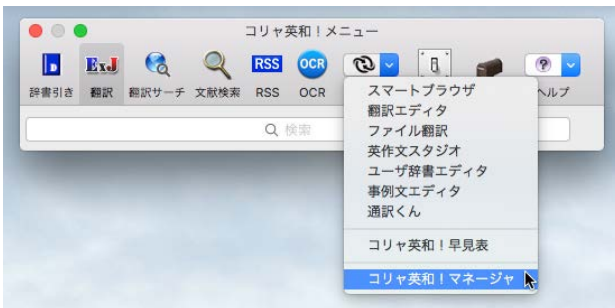 コリャ英和！メニュー
ExJ
RSS
OCR
?
辞書引き 翻訳 翻訳サーチ 文献検索 RSS OCR
ヘルプ
検索
スマートブラウザ
翻訳エディタ
ファイル翻訳
英作文スタジオ
ユーザ辞書エディタ
事例文エディタ
通訳くん
コリャ英和！早見表
コリャ英和！マネージャ